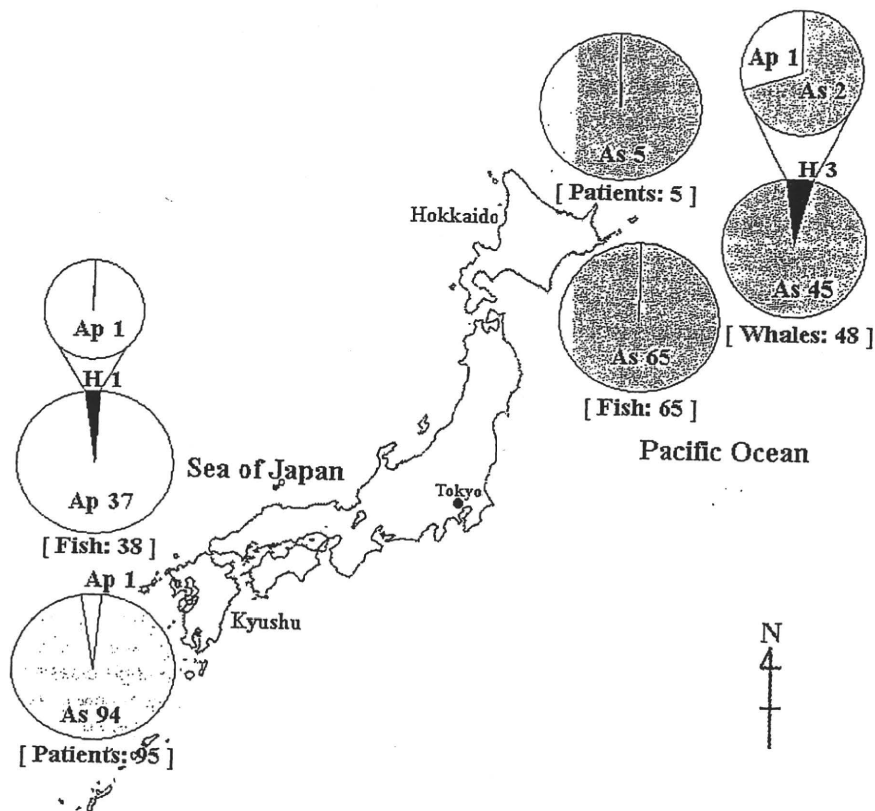 Ap 1
As 2
As 5
H 3
[ Patients: 5 ]
Hokkaido
As 45
[ Whales: 48 ]
Ap 1
As 65
H 1
[ Fish: 65 ]
Pacific Ocean
Sea of Japan
Ap 37
Tokyo
[ Fish: 38 ]
Ap 1
Kyushu
N
As 94
[ Patients: 95 ]